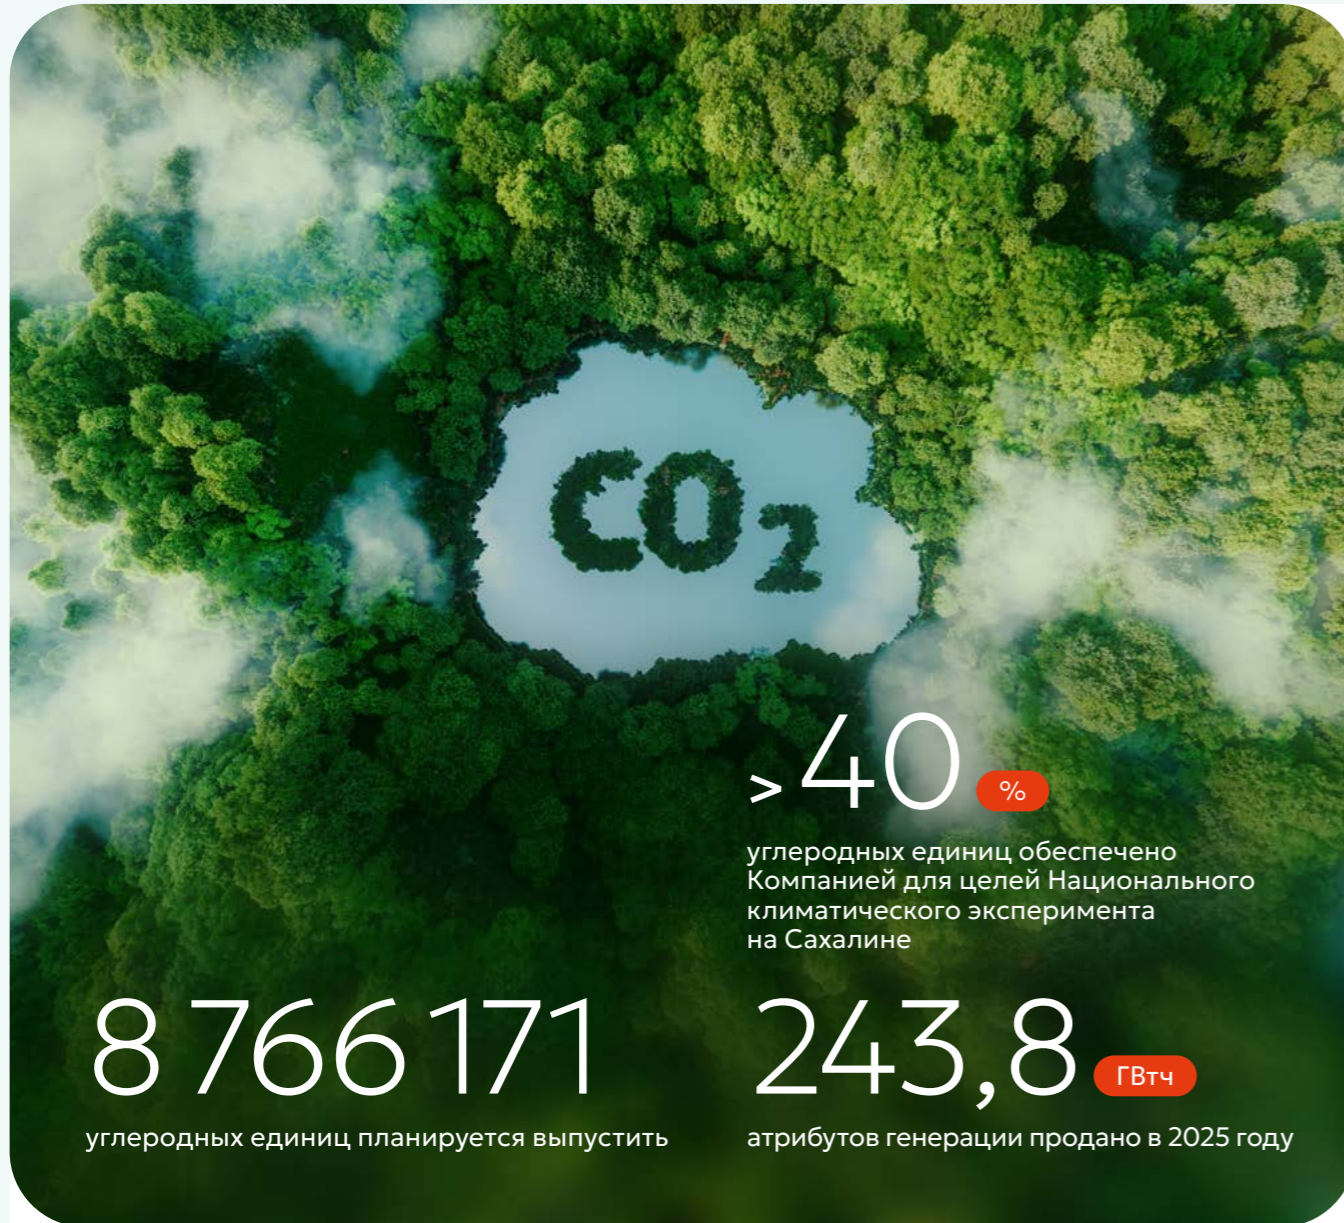 CO₂
> 40 %
углеродных единиц обеспечено
Компанией для целей Национального
климатического эксперимента
на Сахалине
8 766 171
углеродных единиц планируется выпустить
243,8 ГВтч
атрибутов генерации продано в 2025 году